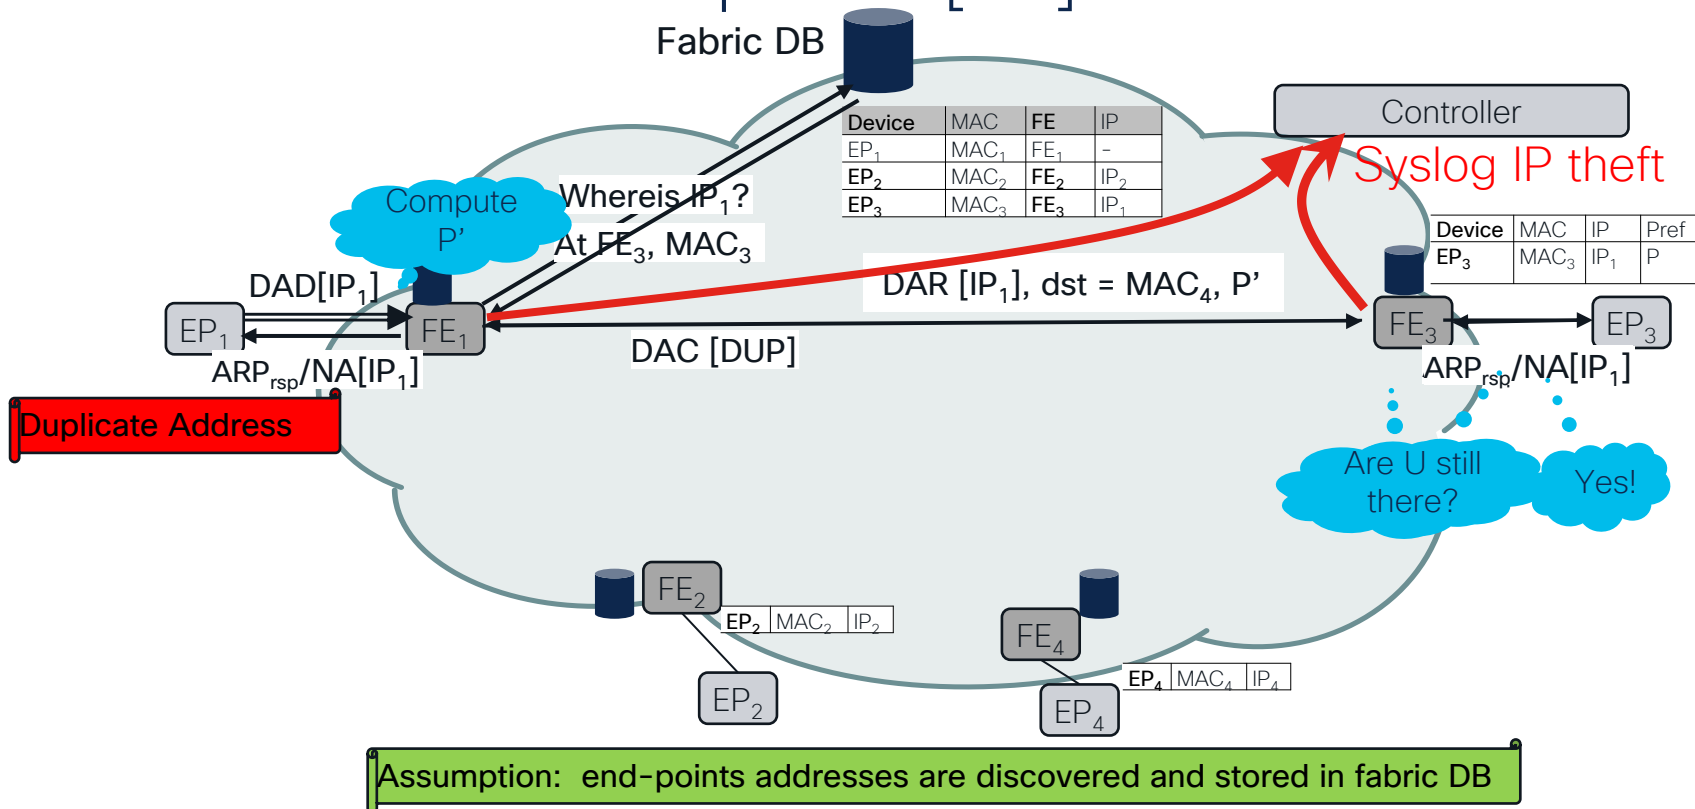 Fabric DB
Controller
Device MAC FE IP
EP₁ MAC₁ FE₁ -
EP₂ MAC₂ FE₂ IP₂
EP₃ MAC₃ FE₃ IP₁
Syslog IP theft
Compute
P'
Whereis IP₁?
At FE₃, MAC₃
Device MAC IP Pref
EP₃ MAC₃ IP₁ P
DAD[IP₁]
DAR [IP₁], dst = MAC₄, P'
EP₁
FE₁
FE₃
EP₃
DAC [DUP]
ARPrsp/NA[IP₁]
ARPrsp/NA[IP₁]
Duplicate Address
Are U still
there?
Yes!
FE₂
EP₂ MAC₂ IP₂
FE₄
EP₄ MAC₄ IP₄
EP₂
EP₄
Assumption: end-points addresses are discovered and stored in fabric DB